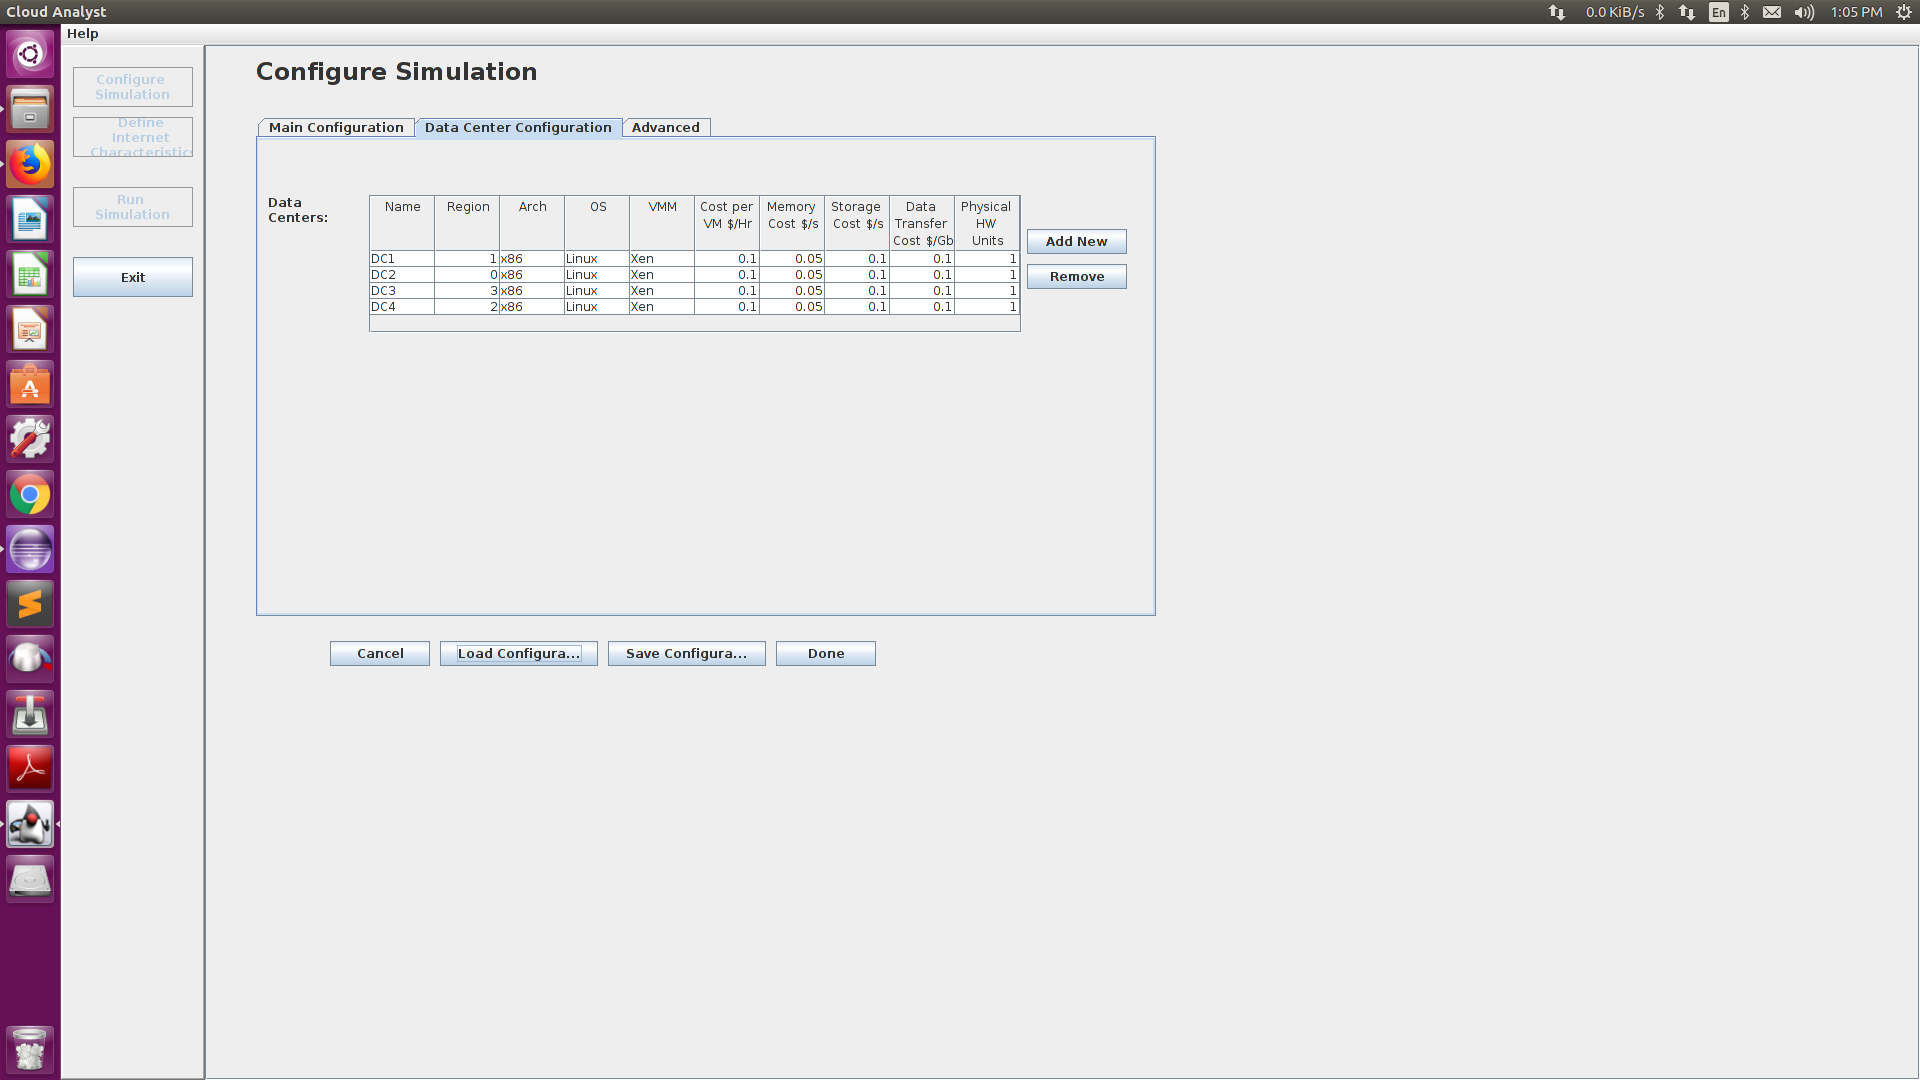 Cloud Analyst
0.0 KiB/s En 1:05 PM
Help
Configure
Simulation
Define
Internet
Characteristics
Run
Simulation
Exit
Configure Simulation
Main Configuration Data Center Configuration Advanced
Data
Centers:
Name Region Arch OS VMM Cost per VM $/Hr Memory Cost $/s Storage Cost $/s Data Transfer Cost $/Gb Physical HW Units
DC1 1 x86 Linux Xen 0.1 0.05 0.1 0.1 1
DC2 0 x86 Linux Xen 0.1 0.05 0.1 0.1 1
DC3 3 x86 Linux Xen 0.1 0.05 0.1 0.1 1
DC4 2 x86 Linux Xen 0.1 0.05 0.1 0.1 1
Add New
Remove
Cancel Load Configura... Save Configura... Done